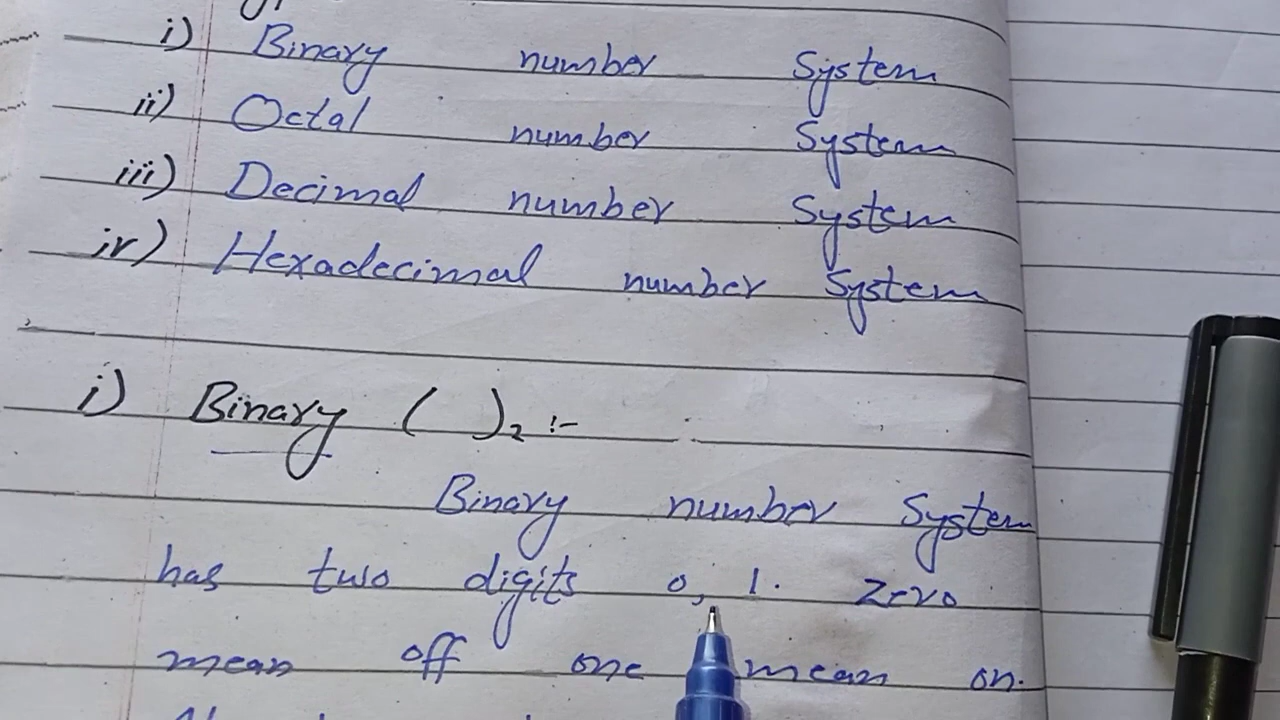 i) Binary number System
ii) Octal number System
iii) Decimal number System
iv) Hexadecimal number System
i) Binary ( )₂ :-
Binary number System
has two digits 0, 1. Zero
mean off one mean on.